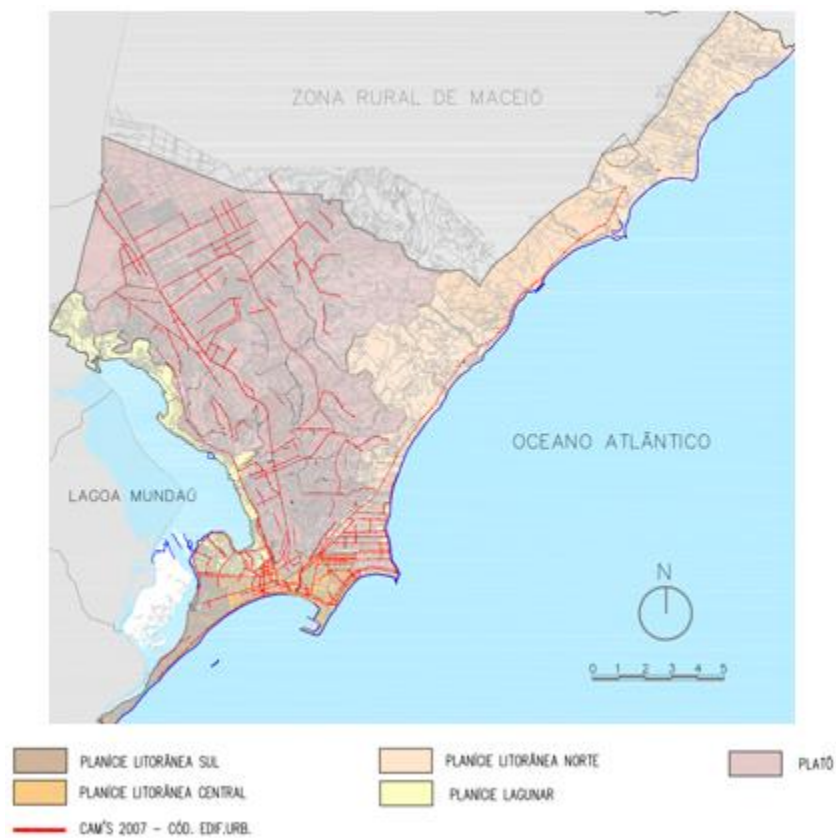 ZONA RURAL DE MACEIÓ
OCEANO ATLÂNTICO
LAGOA MUNDAÚ
N
0 1 2 3 4 5
PLANÍCIE LITORÂNEA SUL
PLANÍCIE LITORÂNEA NORTE
PLATÔ
PLANÍCIE LITORÂNEA CENTRAL
PLANÍCIE LAGUNAR
CAM'S 2007 - CÓD. EDIF.URB.